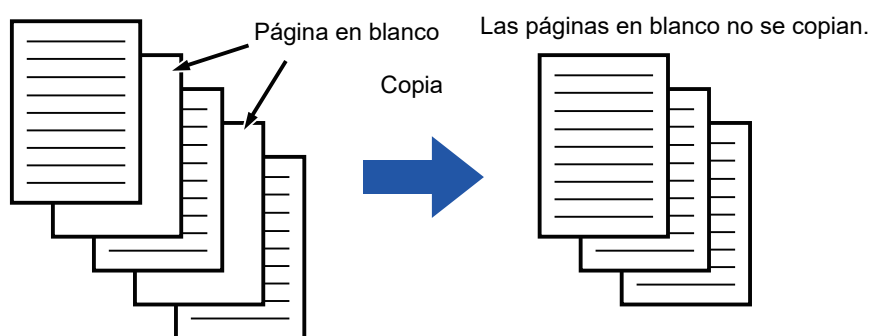 Página en blanco
Las páginas en blanco no se copian.
Copia